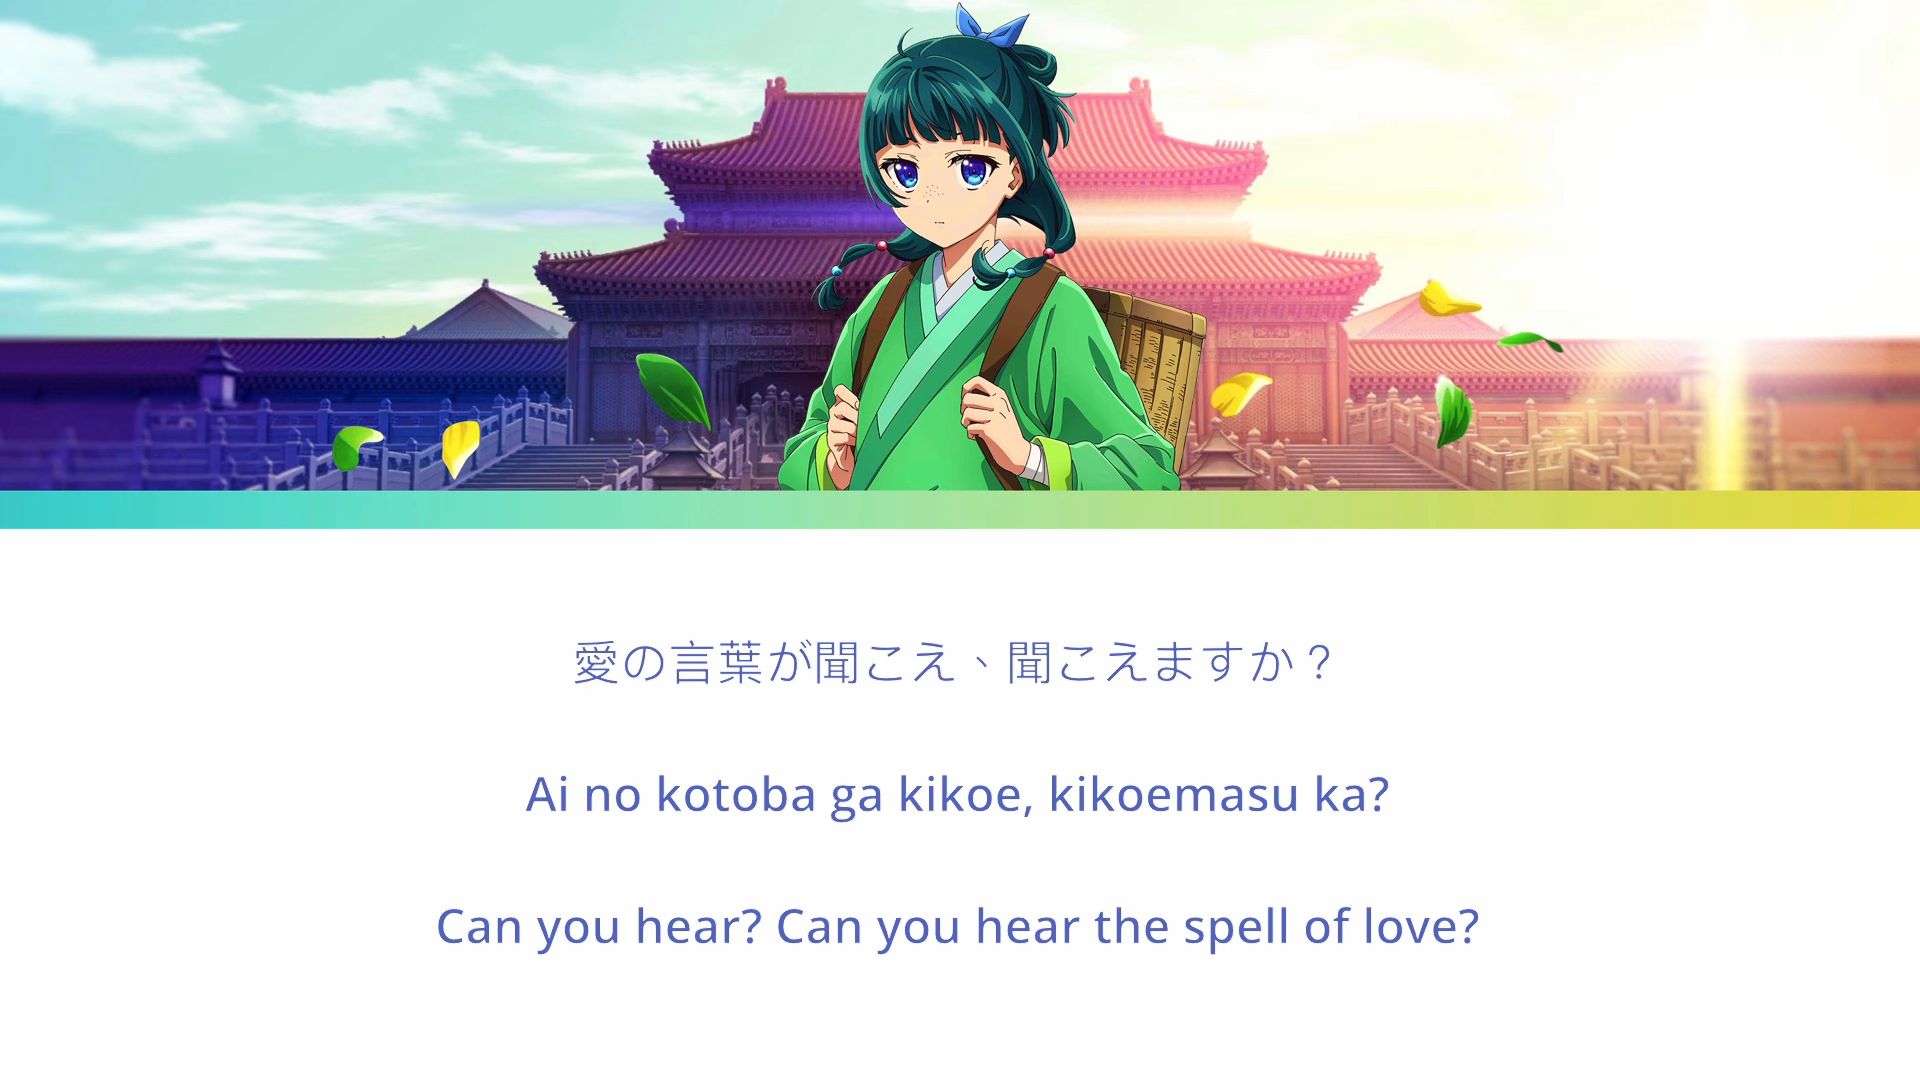 愛の言葉が聞こえ、聞こえますか？
Ai no kotoba ga kikoe, kikoemasu ka?
Can you hear? Can you hear the spell of love?